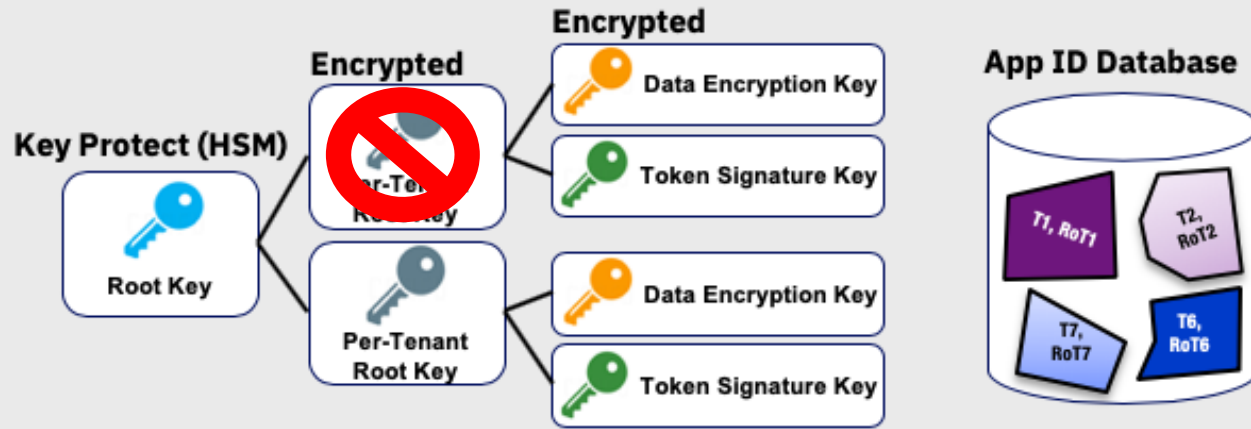 Encrypted
Encrypted
App ID Database
Data Encryption Key
Key Protect (HSM)
Token Signature Key
Root Key
Data Encryption Key
Per-Tenant
Root Key
Token Signature Key
T1, RoT1
T2,
RoT2
T7,
RoT7
T6,
RoT6